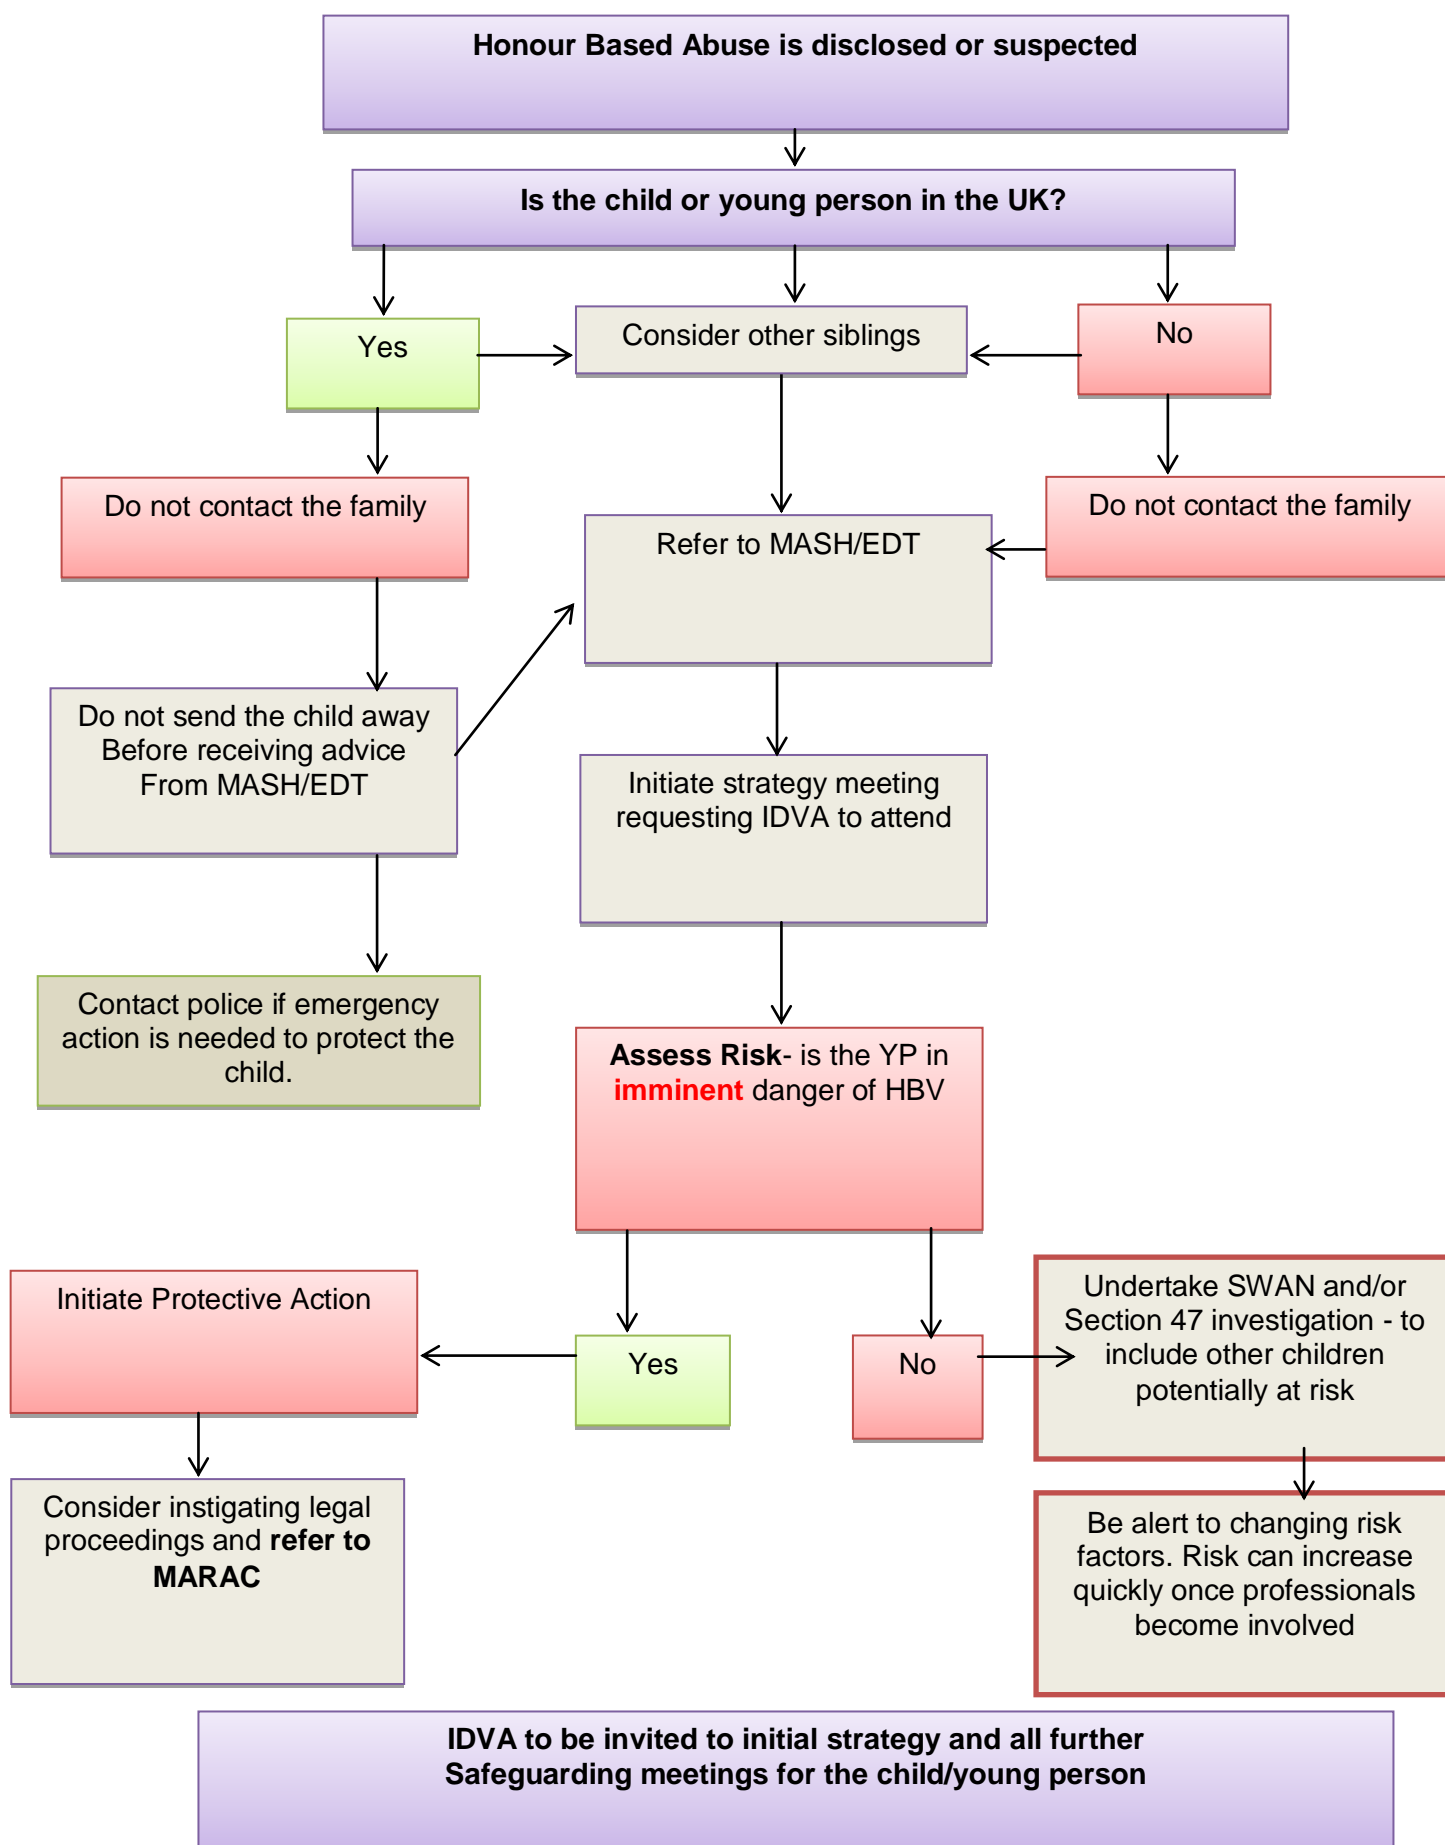 Honour Based Abuse is disclosed or suspected
Is the child or young person in the UK?
Yes
Consider other siblings
No
Do not contact the family
Refer to MASH/EDT
Do not contact the family
Do not send the child away
Before receiving advice
From MASH/EDT
Initiate strategy meeting
requesting IDVA to attend
Contact police if emergency
action is needed to protect the
child.
Assess Risk- is the YP in
imminent danger of HBV
Initiate Protective Action
Yes
No
Undertake SWAN and/or
Section 47 investigation - to
include other children
potentially at risk
Consider instigating legal
proceedings and refer to
MARAC
Be alert to changing risk
factors. Risk can increase
quickly once professionals
become involved
IDVA to be invited to initial strategy and all further
Safeguarding meetings for the child/young person